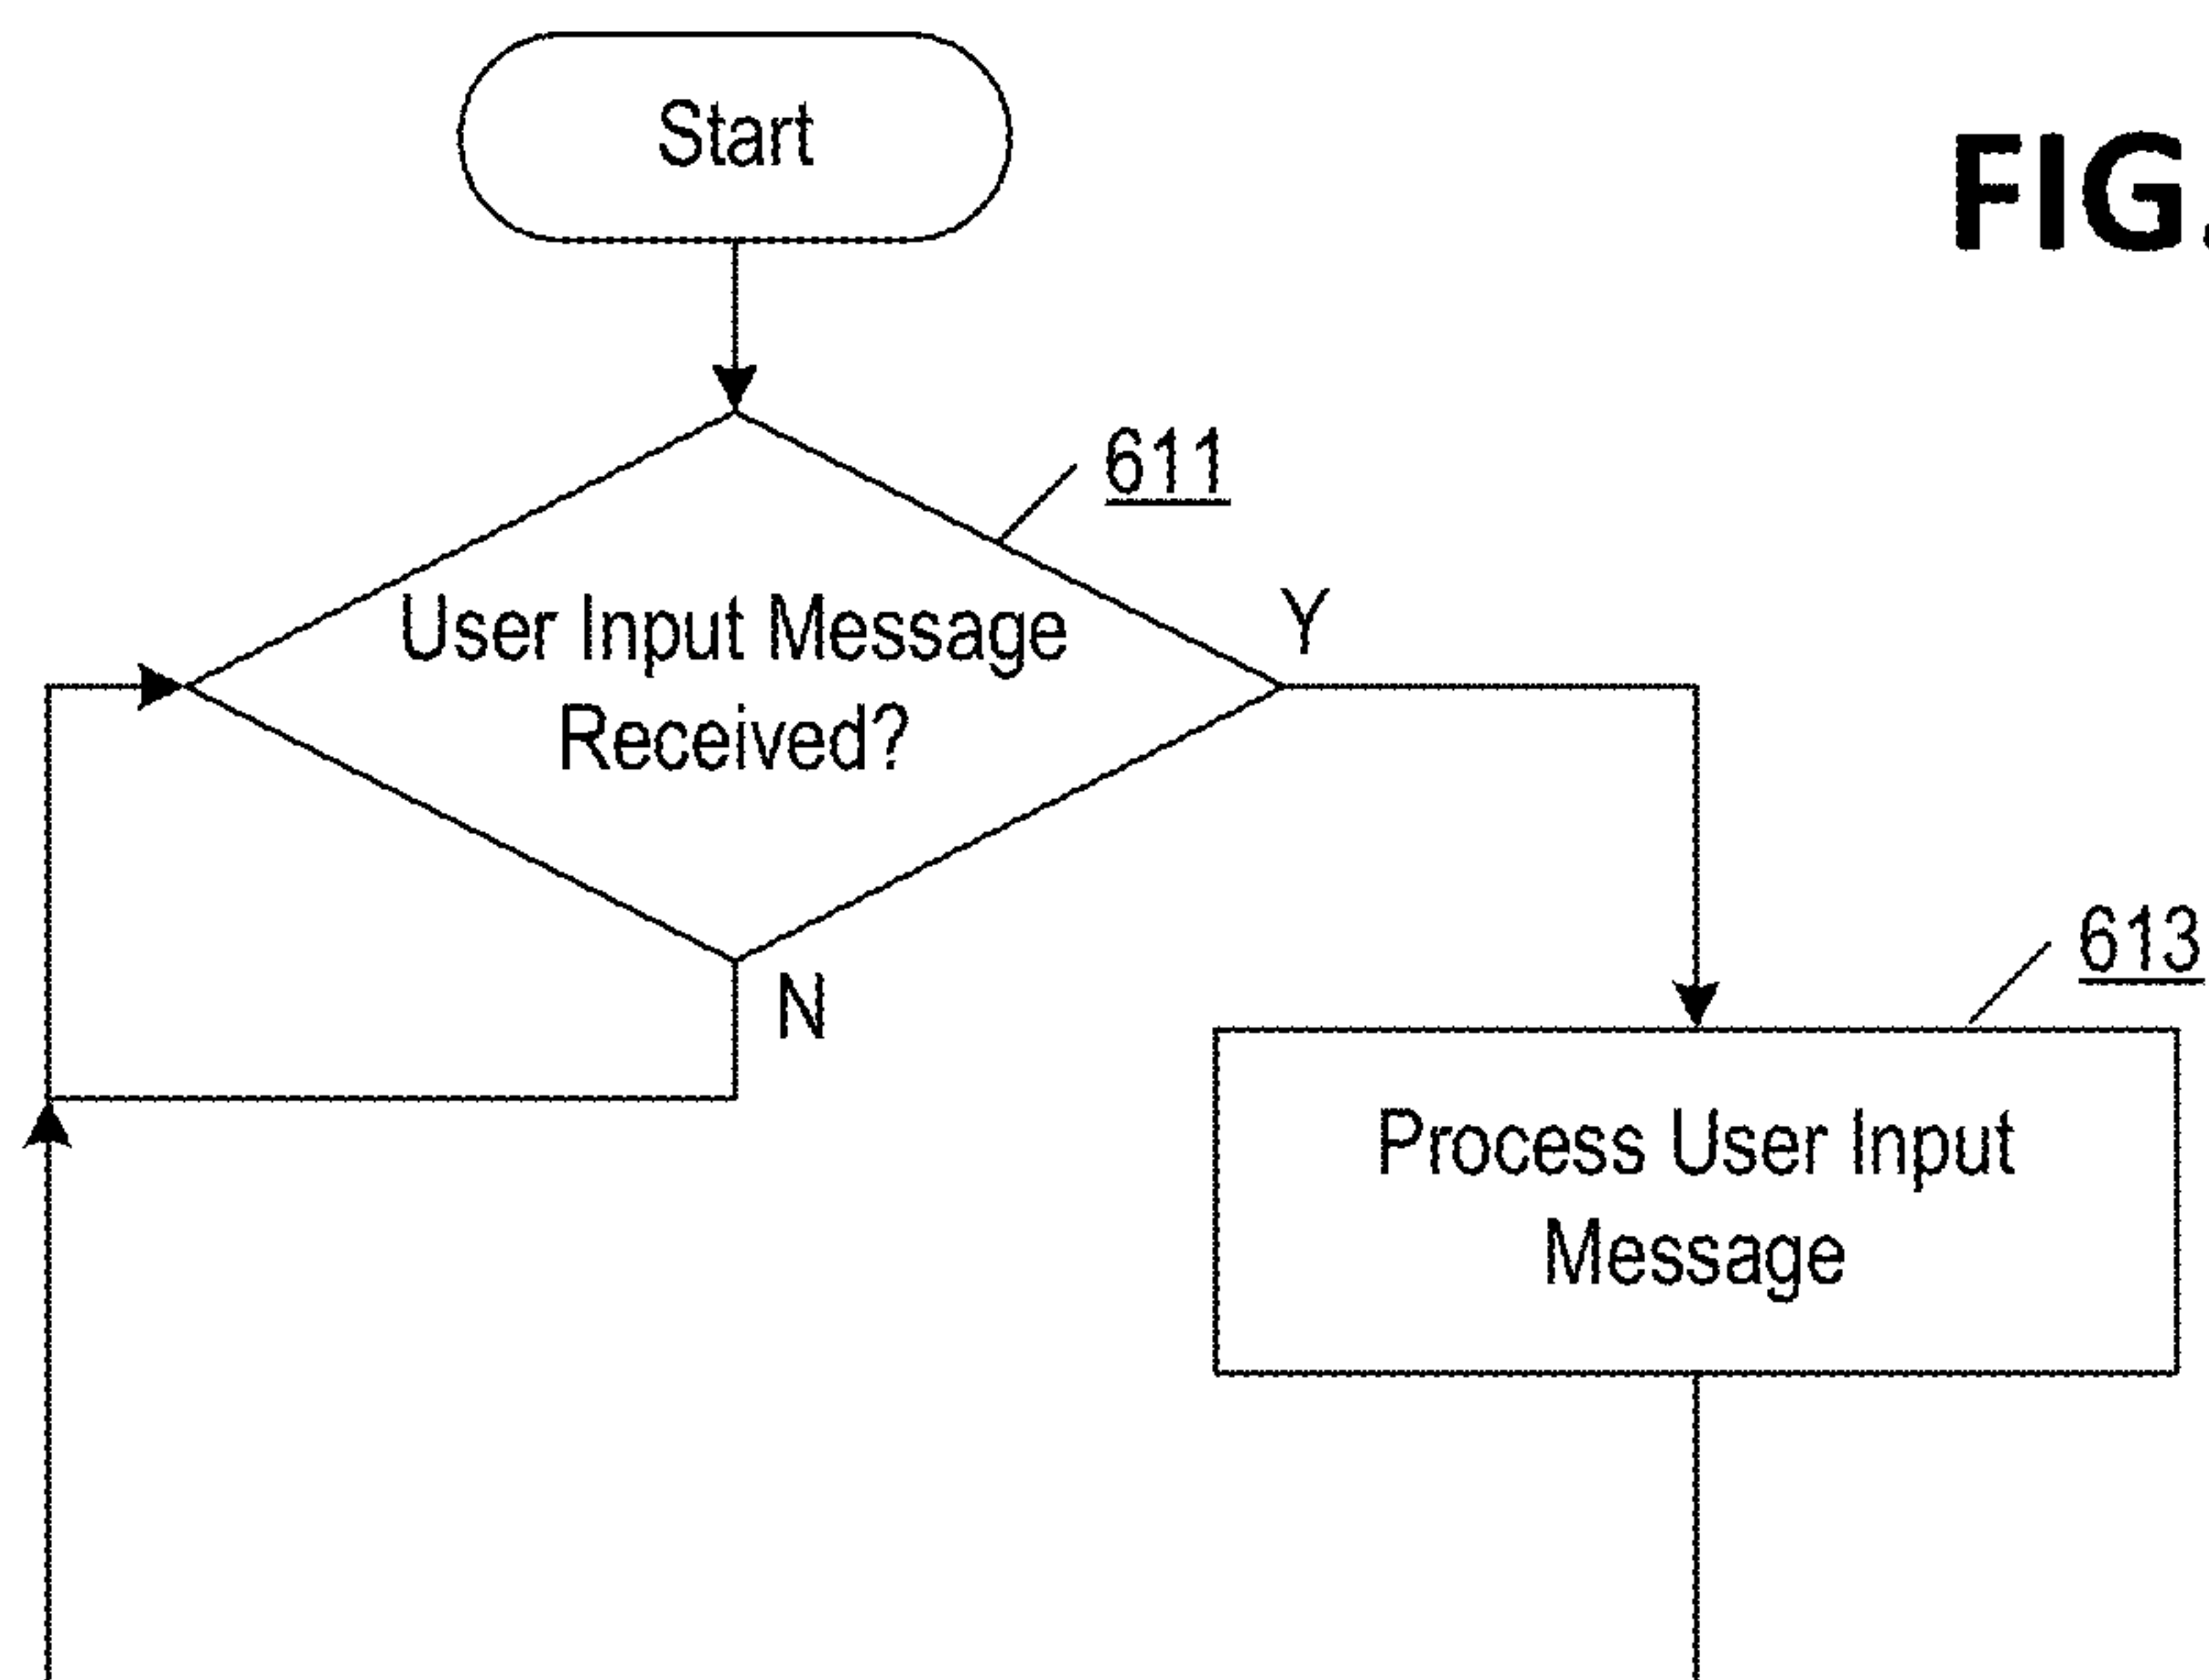 Start
FIG.
611
User Input Message
Received?
Y
N
613
Process User Input
Message